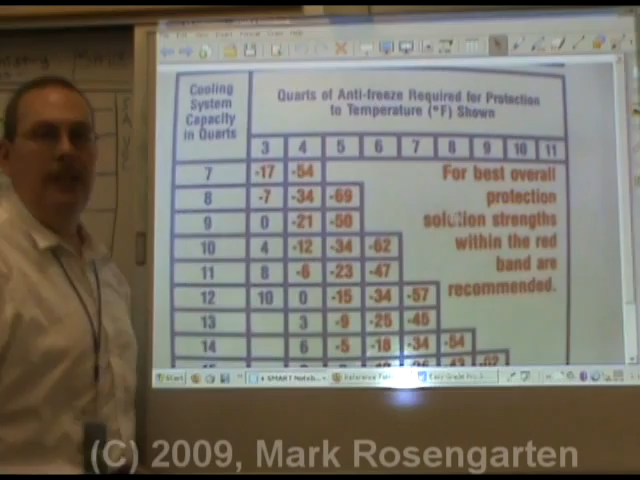 Cooling
System
Capacity
in Quarts
Quarts of Anti-freeze Required for Protection
to Temperature (°F) Shown
3 4 5 6 7 8 9 10 11
7 -17 -54
8 -7 -34 -69
9 0 -21 -50
10 4 -12 -34 -62
11 8 -6 -23 -47
12 10 0 -15 -34 -57
13 3 -9 -25 -45
14 6 -5 -18 -34 -54
For best overall
protection
solution strengths
within the red
band are
recommended.
Start
SMART Noteb...
(C) 2009, Mark Rosengarten